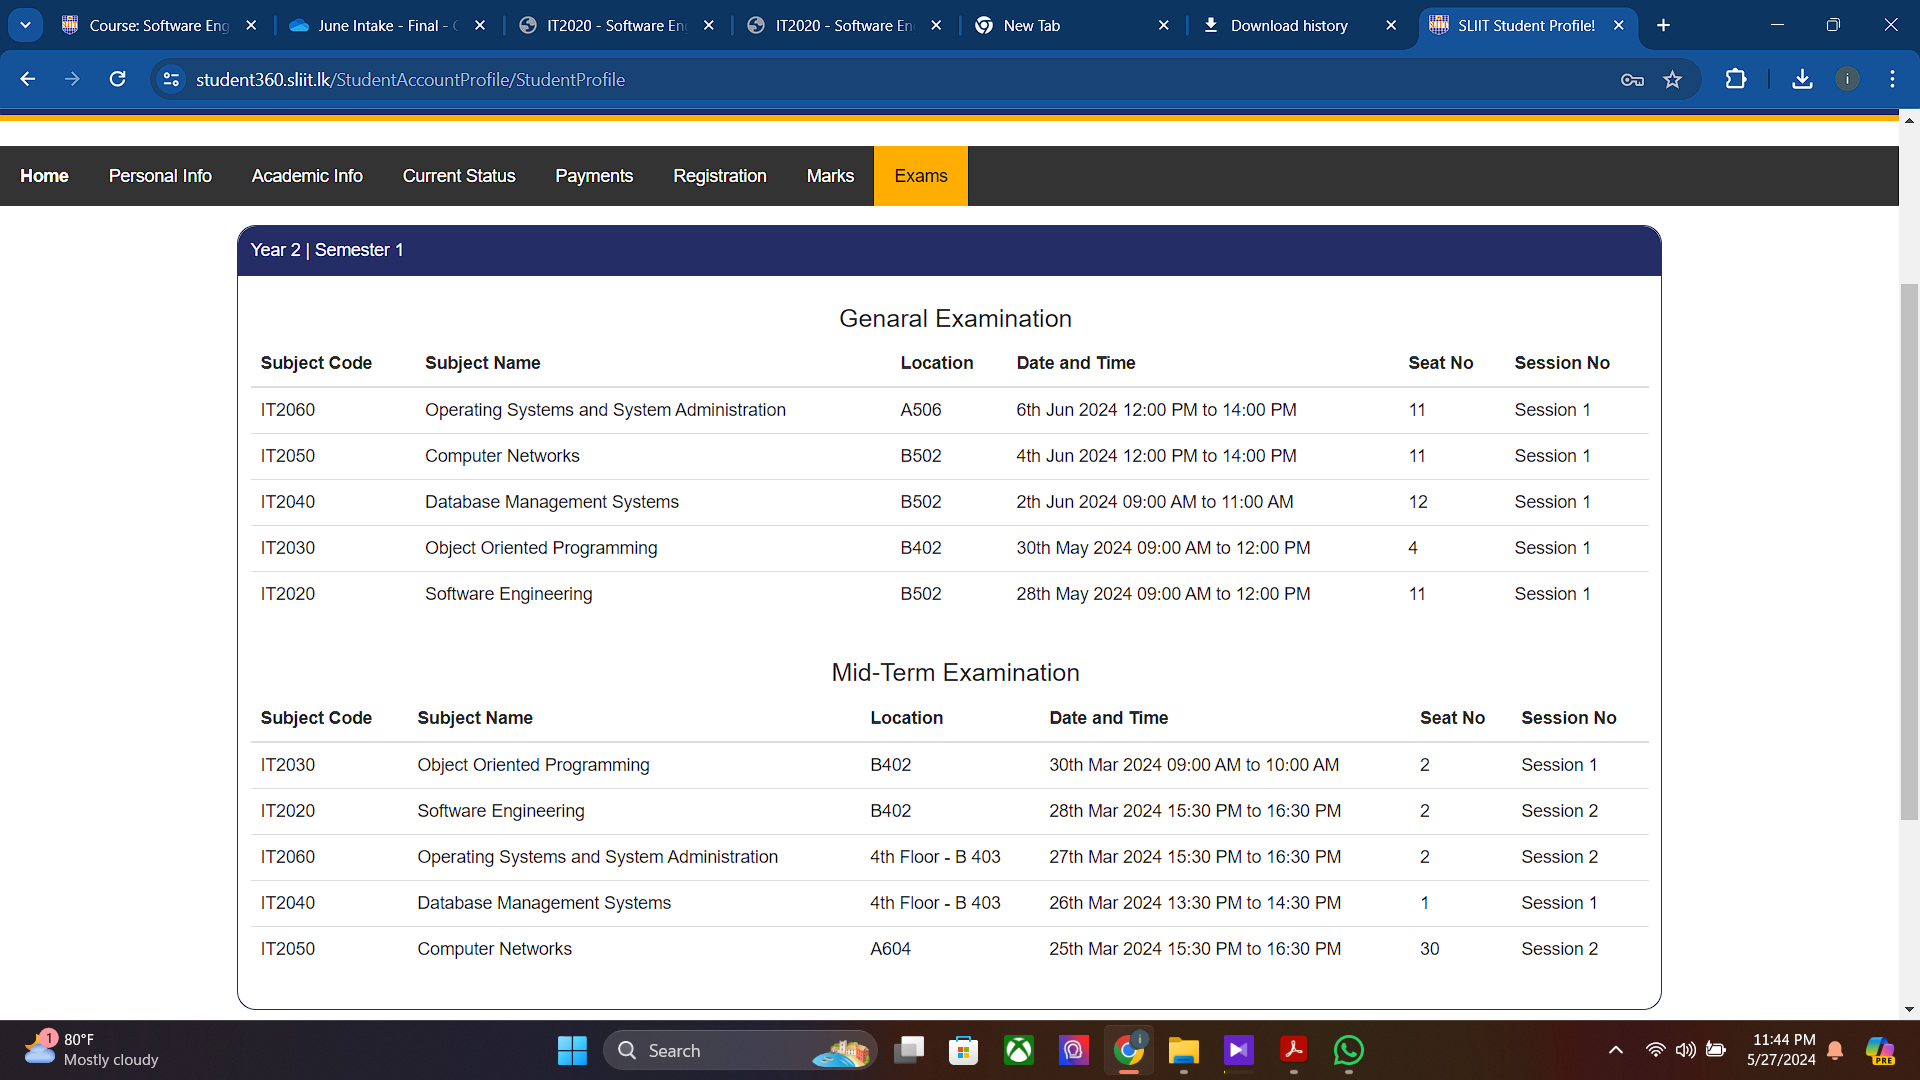 Course: Software Eng
June Intake - Final -
IT2020 - Software En
IT2020 - Software En
New Tab
Download history
SLIIT Student Profile!
student360.sliit.lk/StudentAccountProfile/StudentProfile
i
Home Personal Info Academic Info Current Status Payments Registration Marks Exams
Year 2 | Semester 1
Genaral Examination
Subject Code Subject Name Location Date and Time Seat No Session No
IT2060 Operating Systems and System Administration A506 6th Jun 2024 12:00 PM to 14:00 PM 11 Session 1
IT2050 Computer Networks B502 4th Jun 2024 12:00 PM to 14:00 PM 11 Session 1
IT2040 Database Management Systems B502 2th Jun 2024 09:00 AM to 11:00 AM 12 Session 1
IT2030 Object Oriented Programming B402 30th May 2024 09:00 AM to 12:00 PM 4 Session 1
IT2020 Software Engineering B502 28th May 2024 09:00 AM to 12:00 PM 11 Session 1
Mid-Term Examination
Subject Code Subject Name Location Date and Time Seat No Session No
IT2030 Object Oriented Programming B402 30th Mar 2024 09:00 AM to 10:00 AM 2 Session 1
IT2020 Software Engineering B402 28th Mar 2024 15:30 PM to 16:30 PM 2 Session 2
IT2060 Operating Systems and System Administration 4th Floor - B 403 27th Mar 2024 15:30 PM to 16:30 PM 2 Session 2
IT2040 Database Management Systems 4th Floor - B 403 26th Mar 2024 13:30 PM to 14:30 PM 1 Session 1
IT2050 Computer Networks A604 25th Mar 2024 15:30 PM to 16:30 PM 30 Session 2
1
80°F
Mostly cloudy
Search
i
11:44 PM
5/27/2024
PRE